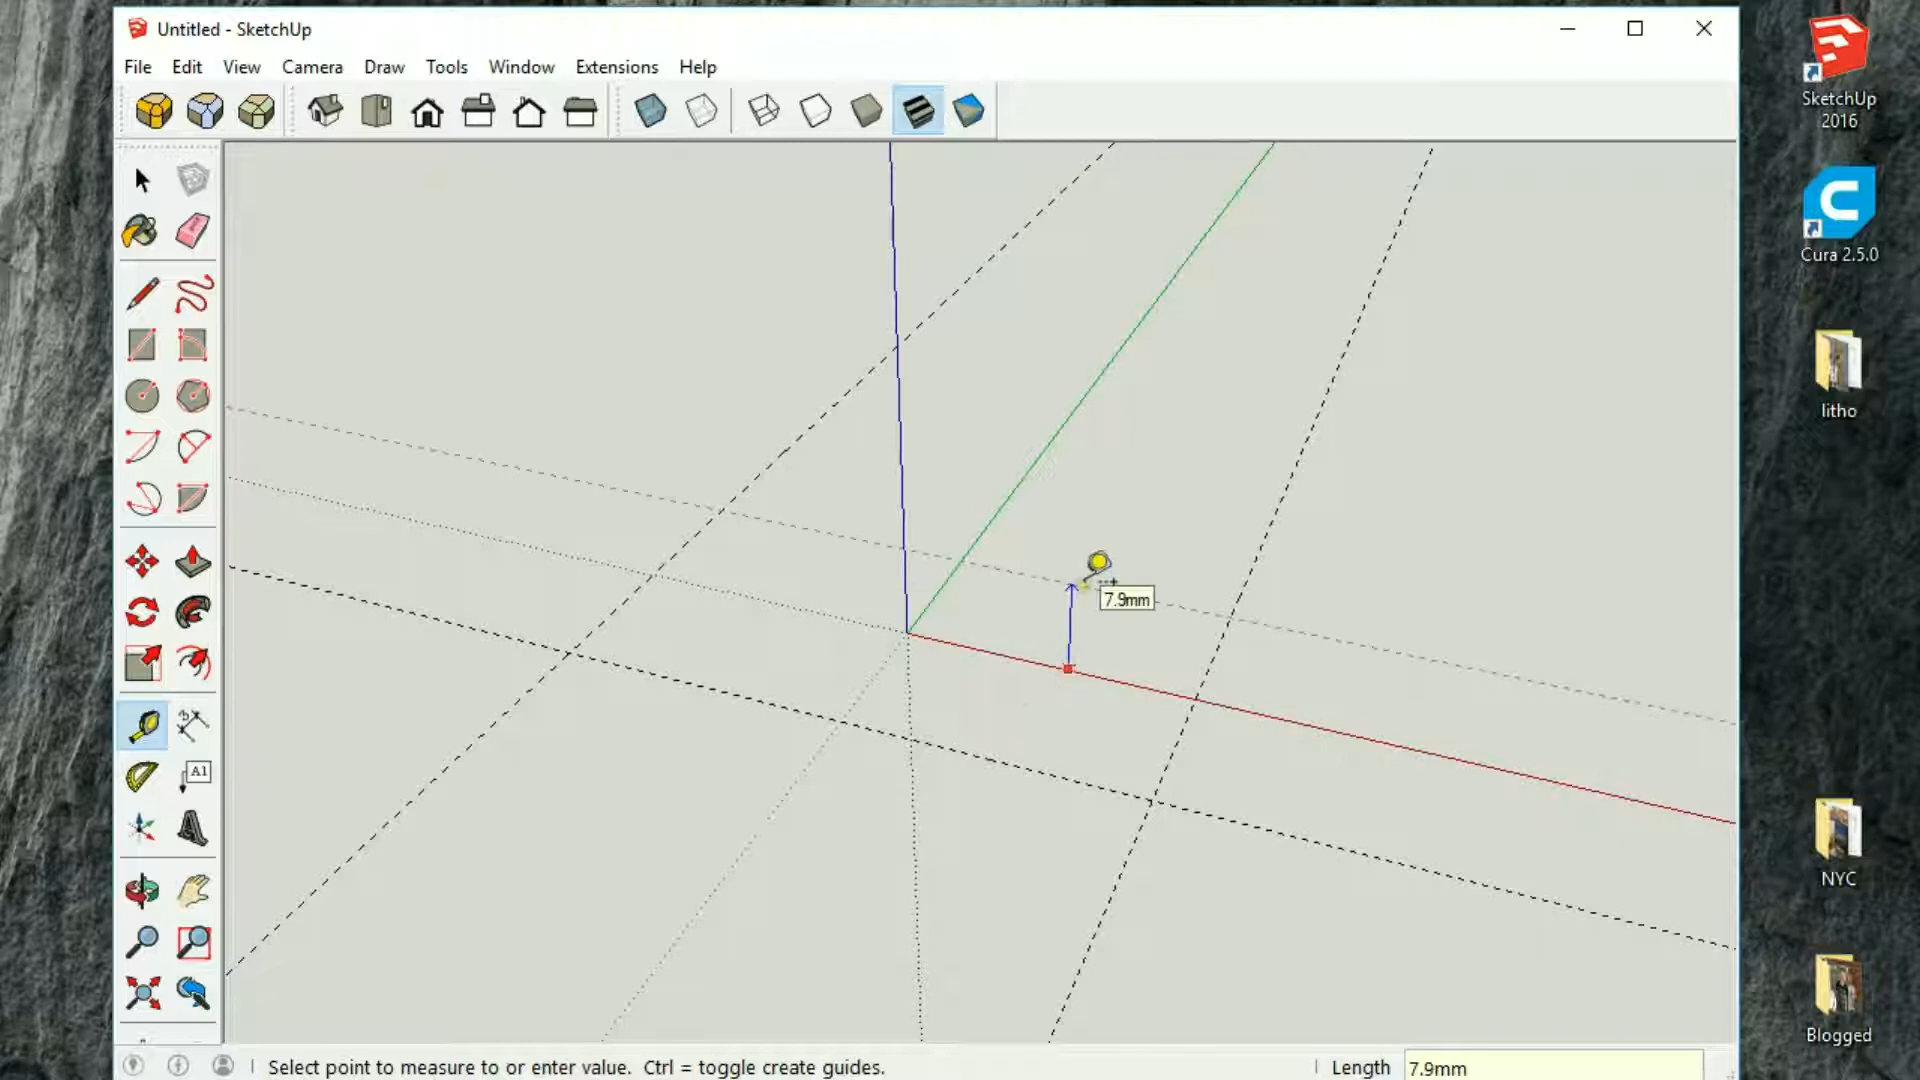 Untitled - SketchUp
File Edit View Camera Draw Tools Window Extensions Help
A1
7.9mm
Select point to measure to or enter value. Ctrl = toggle create guides.
Length 7.9mm
SketchUp
2016
Cura 2.5.0
litho
NYC
Blogged